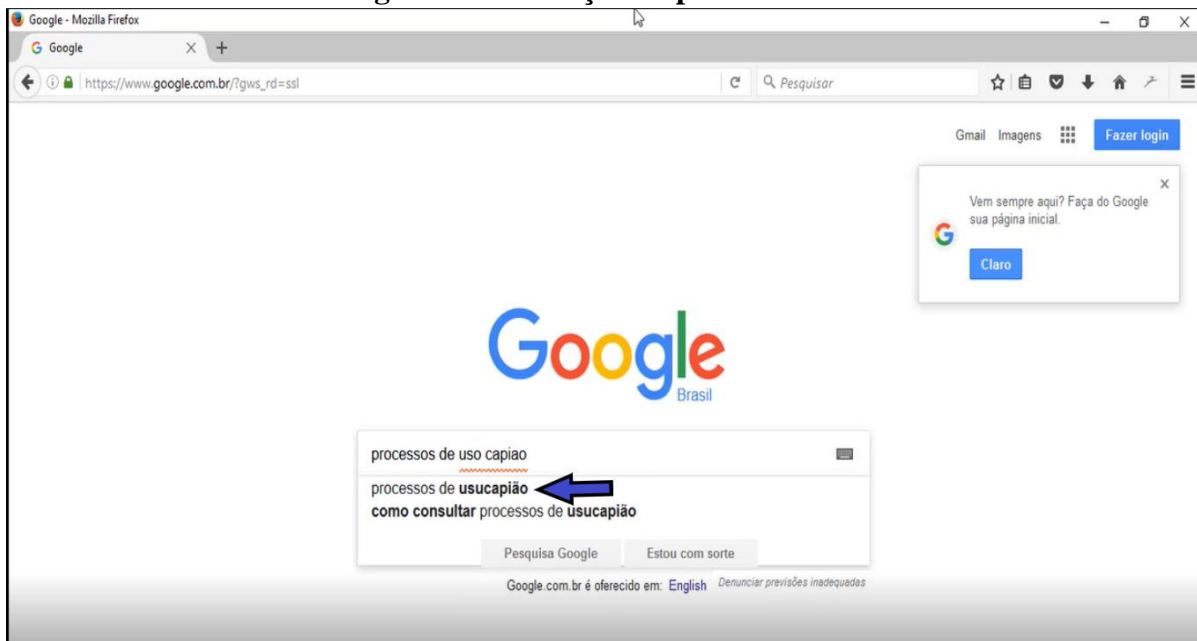 Google - Mozilla Firefox
Google
https://www.google.com.br/?gws_rd=ssl
Pesquisar
Gmail Imagens Fazer login
Vem sempre aqui? Faça do Google
sua página inicial.
Claro
Google
Brasil
processos de uso capiao
processos de usucapião
como consultar processos de usucapião
Pesquisa Google Estou com sorte
Google.com.br é oferecido em: English Denunciar previsões inadequadas